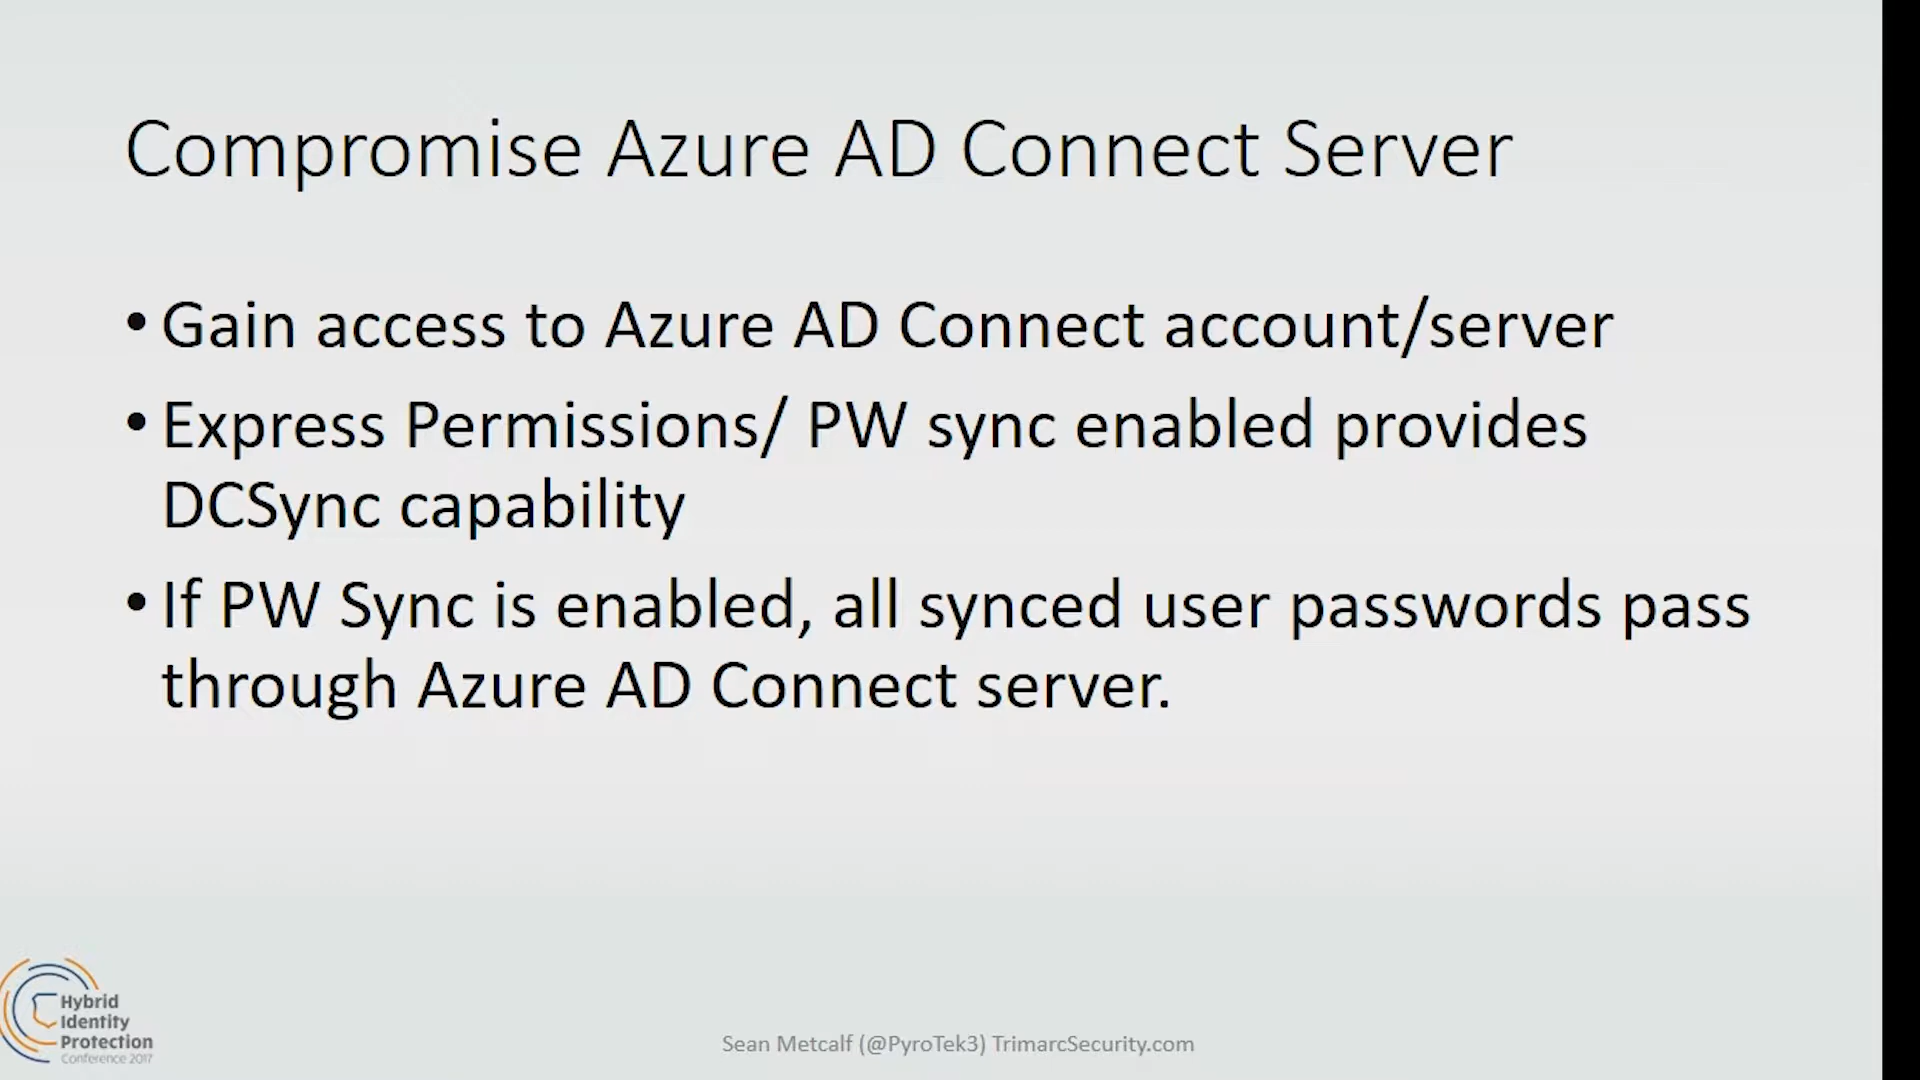 Compromise Azure AD Connect Server
• Gain access to Azure AD Connect account/server
• Express Permissions/ PW sync enabled provides
DCSync capability
• If PW Sync is enabled, all synced user passwords pass
through Azure AD Connect server.
Hybrid
Identity
Protection
Conference 2017
Sean Metcalf (@PyroTek3) TrimarcSecurity.com